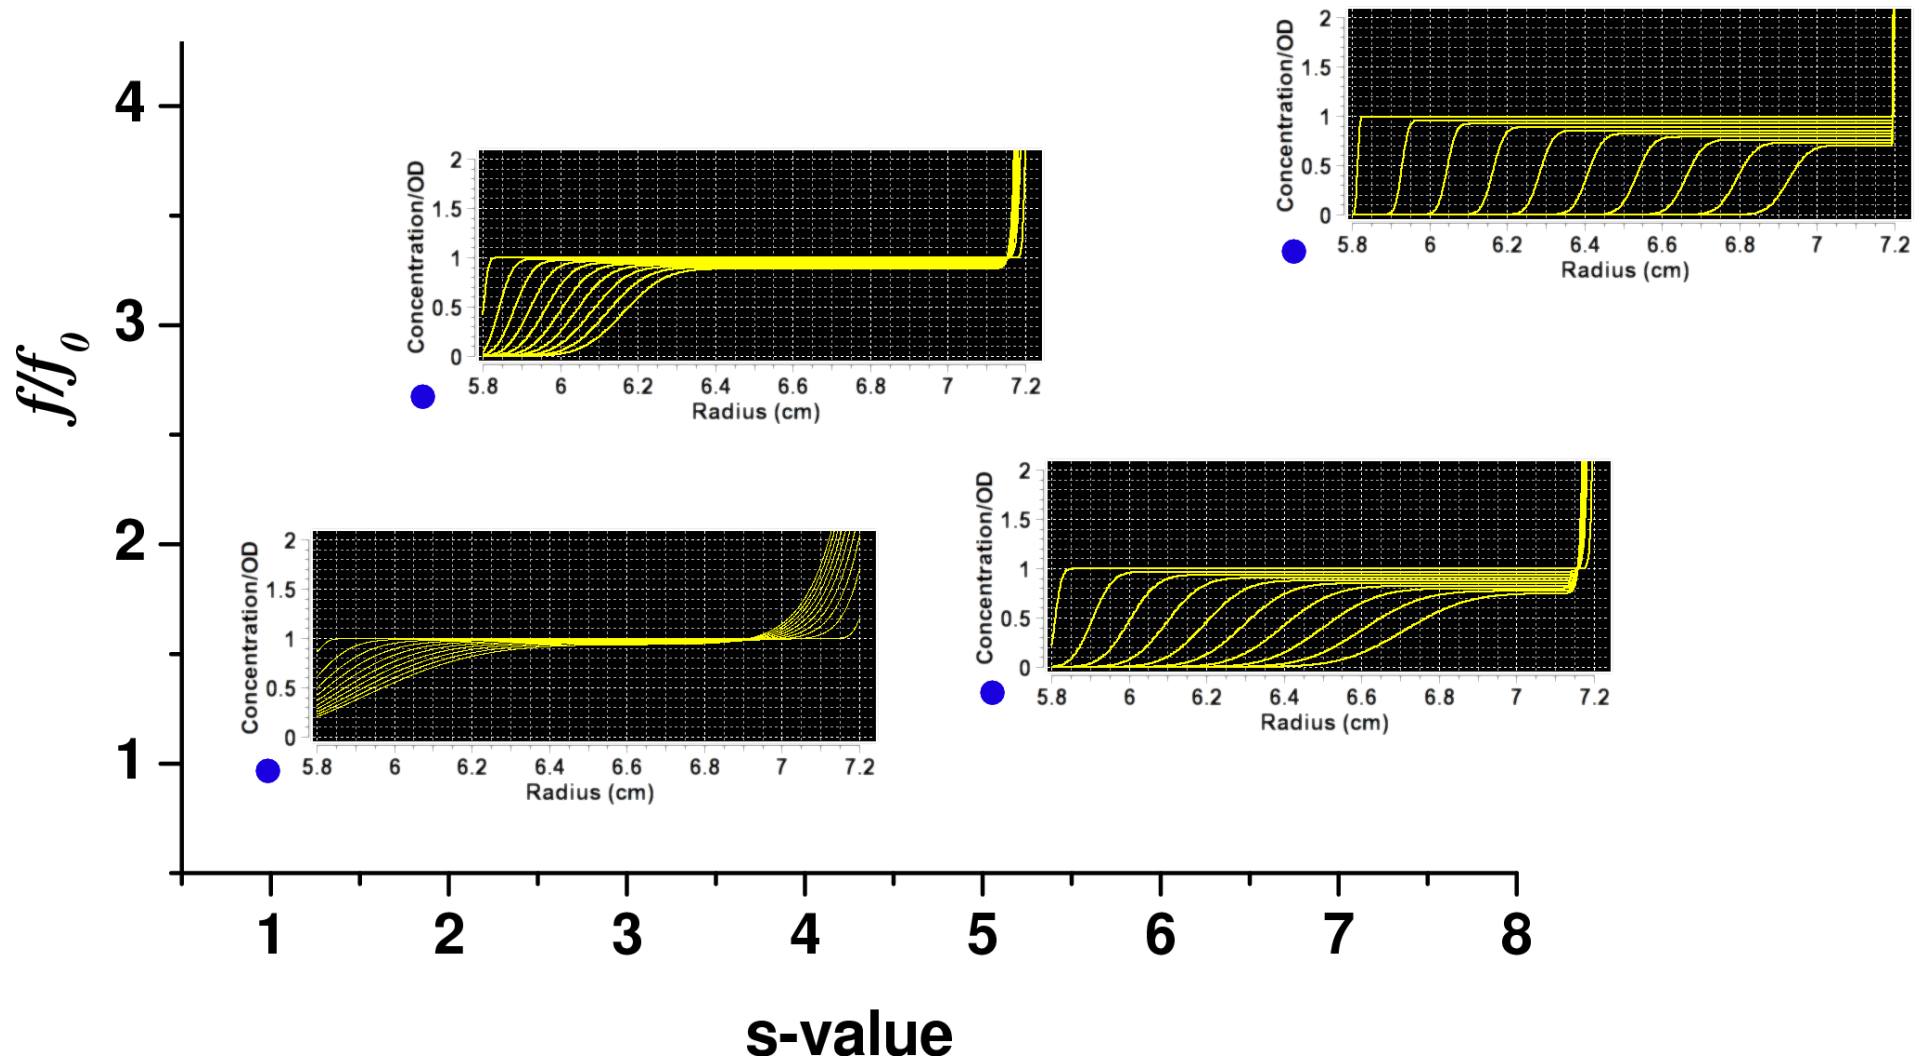 f/f₀
4
3
2
1
1 2 3 4 5 6 7 8
s-value
Concentration/OD
2
1.5
1
0.5
0
5.8 6 6.2 6.4 6.6 6.8 7 7.2
Radius (cm)
Concentration/OD
2
1.5
1
0.5
0
5.8 6 6.2 6.4 6.6 6.8 7 7.2
Radius (cm)
Concentration/OD
2
1.5
1
0.5
0
5.8 6 6.2 6.4 6.6 6.8 7 7.2
Radius (cm)
Concentration/OD
2
1.5
1
0.5
0
5.8 6 6.2 6.4 6.6 6.8 7 7.2
Radius (cm)